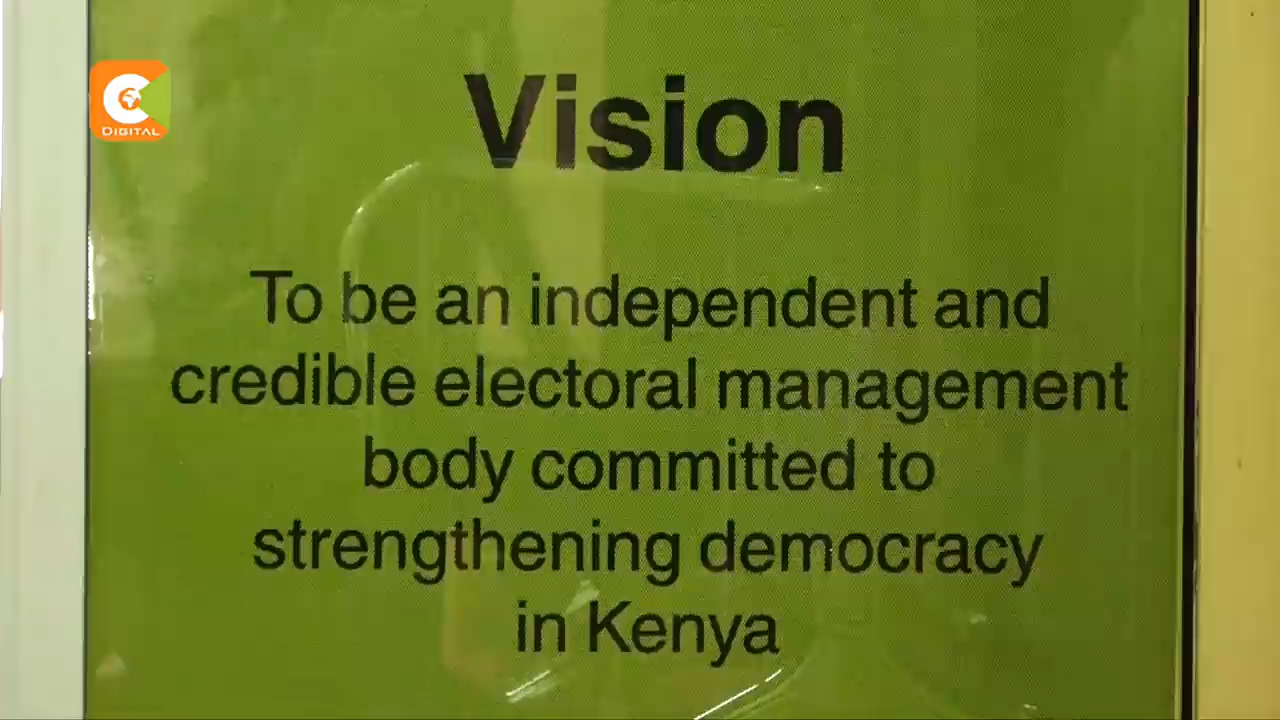 DIGITAL
Vision
To be an independent and
credible electoral management
body committed to
strengthening democracy
in Kenya